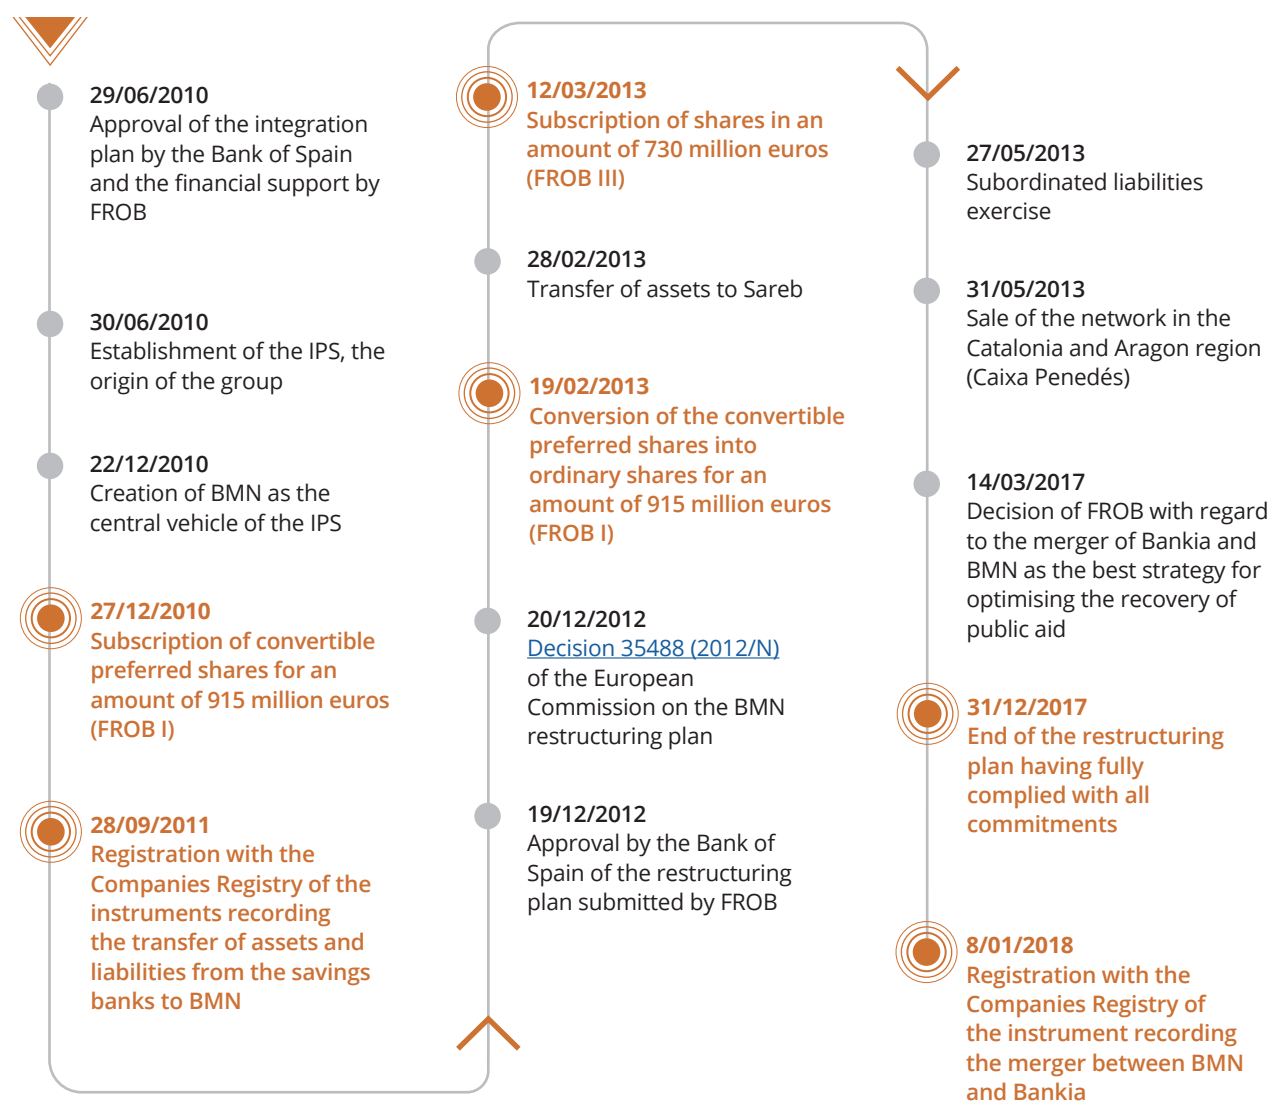 29/06/2010
Approval of the integration
plan by the Bank of Spain
and the financial support by
FROB
30/06/2010
Establishment of the IPS, the
origin of the group
22/12/2010
Creation of BMN as the
central vehicle of the IPS
27/12/2010
Subscription of convertible
preferred shares for an
amount of 915 million euros
(FROB I)
28/09/2011
Registration with the
Companies Registry of the
instruments recording
the transfer of assets and
liabilities from the savings
banks to BMN
12/03/2013
Subscription of shares in an
amount of 730 million euros
(FROB III)
28/02/2013
Transfer of assets to Sareb
19/02/2013
Conversion of the convertible
preferred shares into
ordinary shares for an
amount of 915 million euros
(FROB I)
20/12/2012
Decision 35488 (2012/N)
of the European
Commission on the BMN
restructuring plan
19/12/2012
Approval by the Bank of
Spain of the restructuring
plan submitted by FROB
27/05/2013
Subordinated liabilities
exercise
31/05/2013
Sale of the network in the
Catalonia and Aragon region
(Caixa Penedés)
14/03/2017
Decision of FROB with regard
to the merger of Bankia and
BMN as the best strategy for
optimising the recovery of
public aid
31/12/2017
End of the restructuring
plan having fully
complied with all
commitments
8/01/2018
Registration with the
Companies Registry of
the instrument recording
the merger between BMN
and Bankia